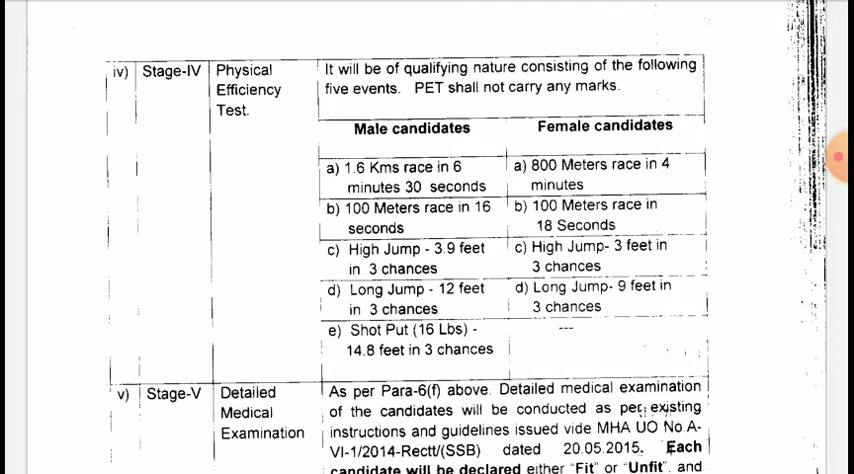 iv) Stage-IV Physical Efficiency Test.
It will be of qualifying nature consisting of the following
five events. PET shall not carry any marks.
Male candidates Female candidates
a) 1.6 Kms race in 6 a) 800 Meters race in 4
minutes 30 seconds minutes
b) 100 Meters race in 16 b) 100 Meters race in
seconds 18 Seconds
c) High Jump - 3.9 feet c) High Jump- 3 feet in
in 3 chances 3 chances
d) Long Jump - 12 feet d) Long Jump- 9 feet in
in 3 chances 3 chances
e) Shot Put (16 Lbs) - ---
14.8 feet in 3 chances
v) Stage-V Detailed Medical Examination
As per Para-6(f) above. Detailed medical examination
of the candidates will be conducted as per existing
instructions and guidelines issued vide MHA UO No.A-
VI-1/2014-Rectt/(SSB) dated 20.05.2015. Each
candidate will be declared either "Fit" or "Unfit", and